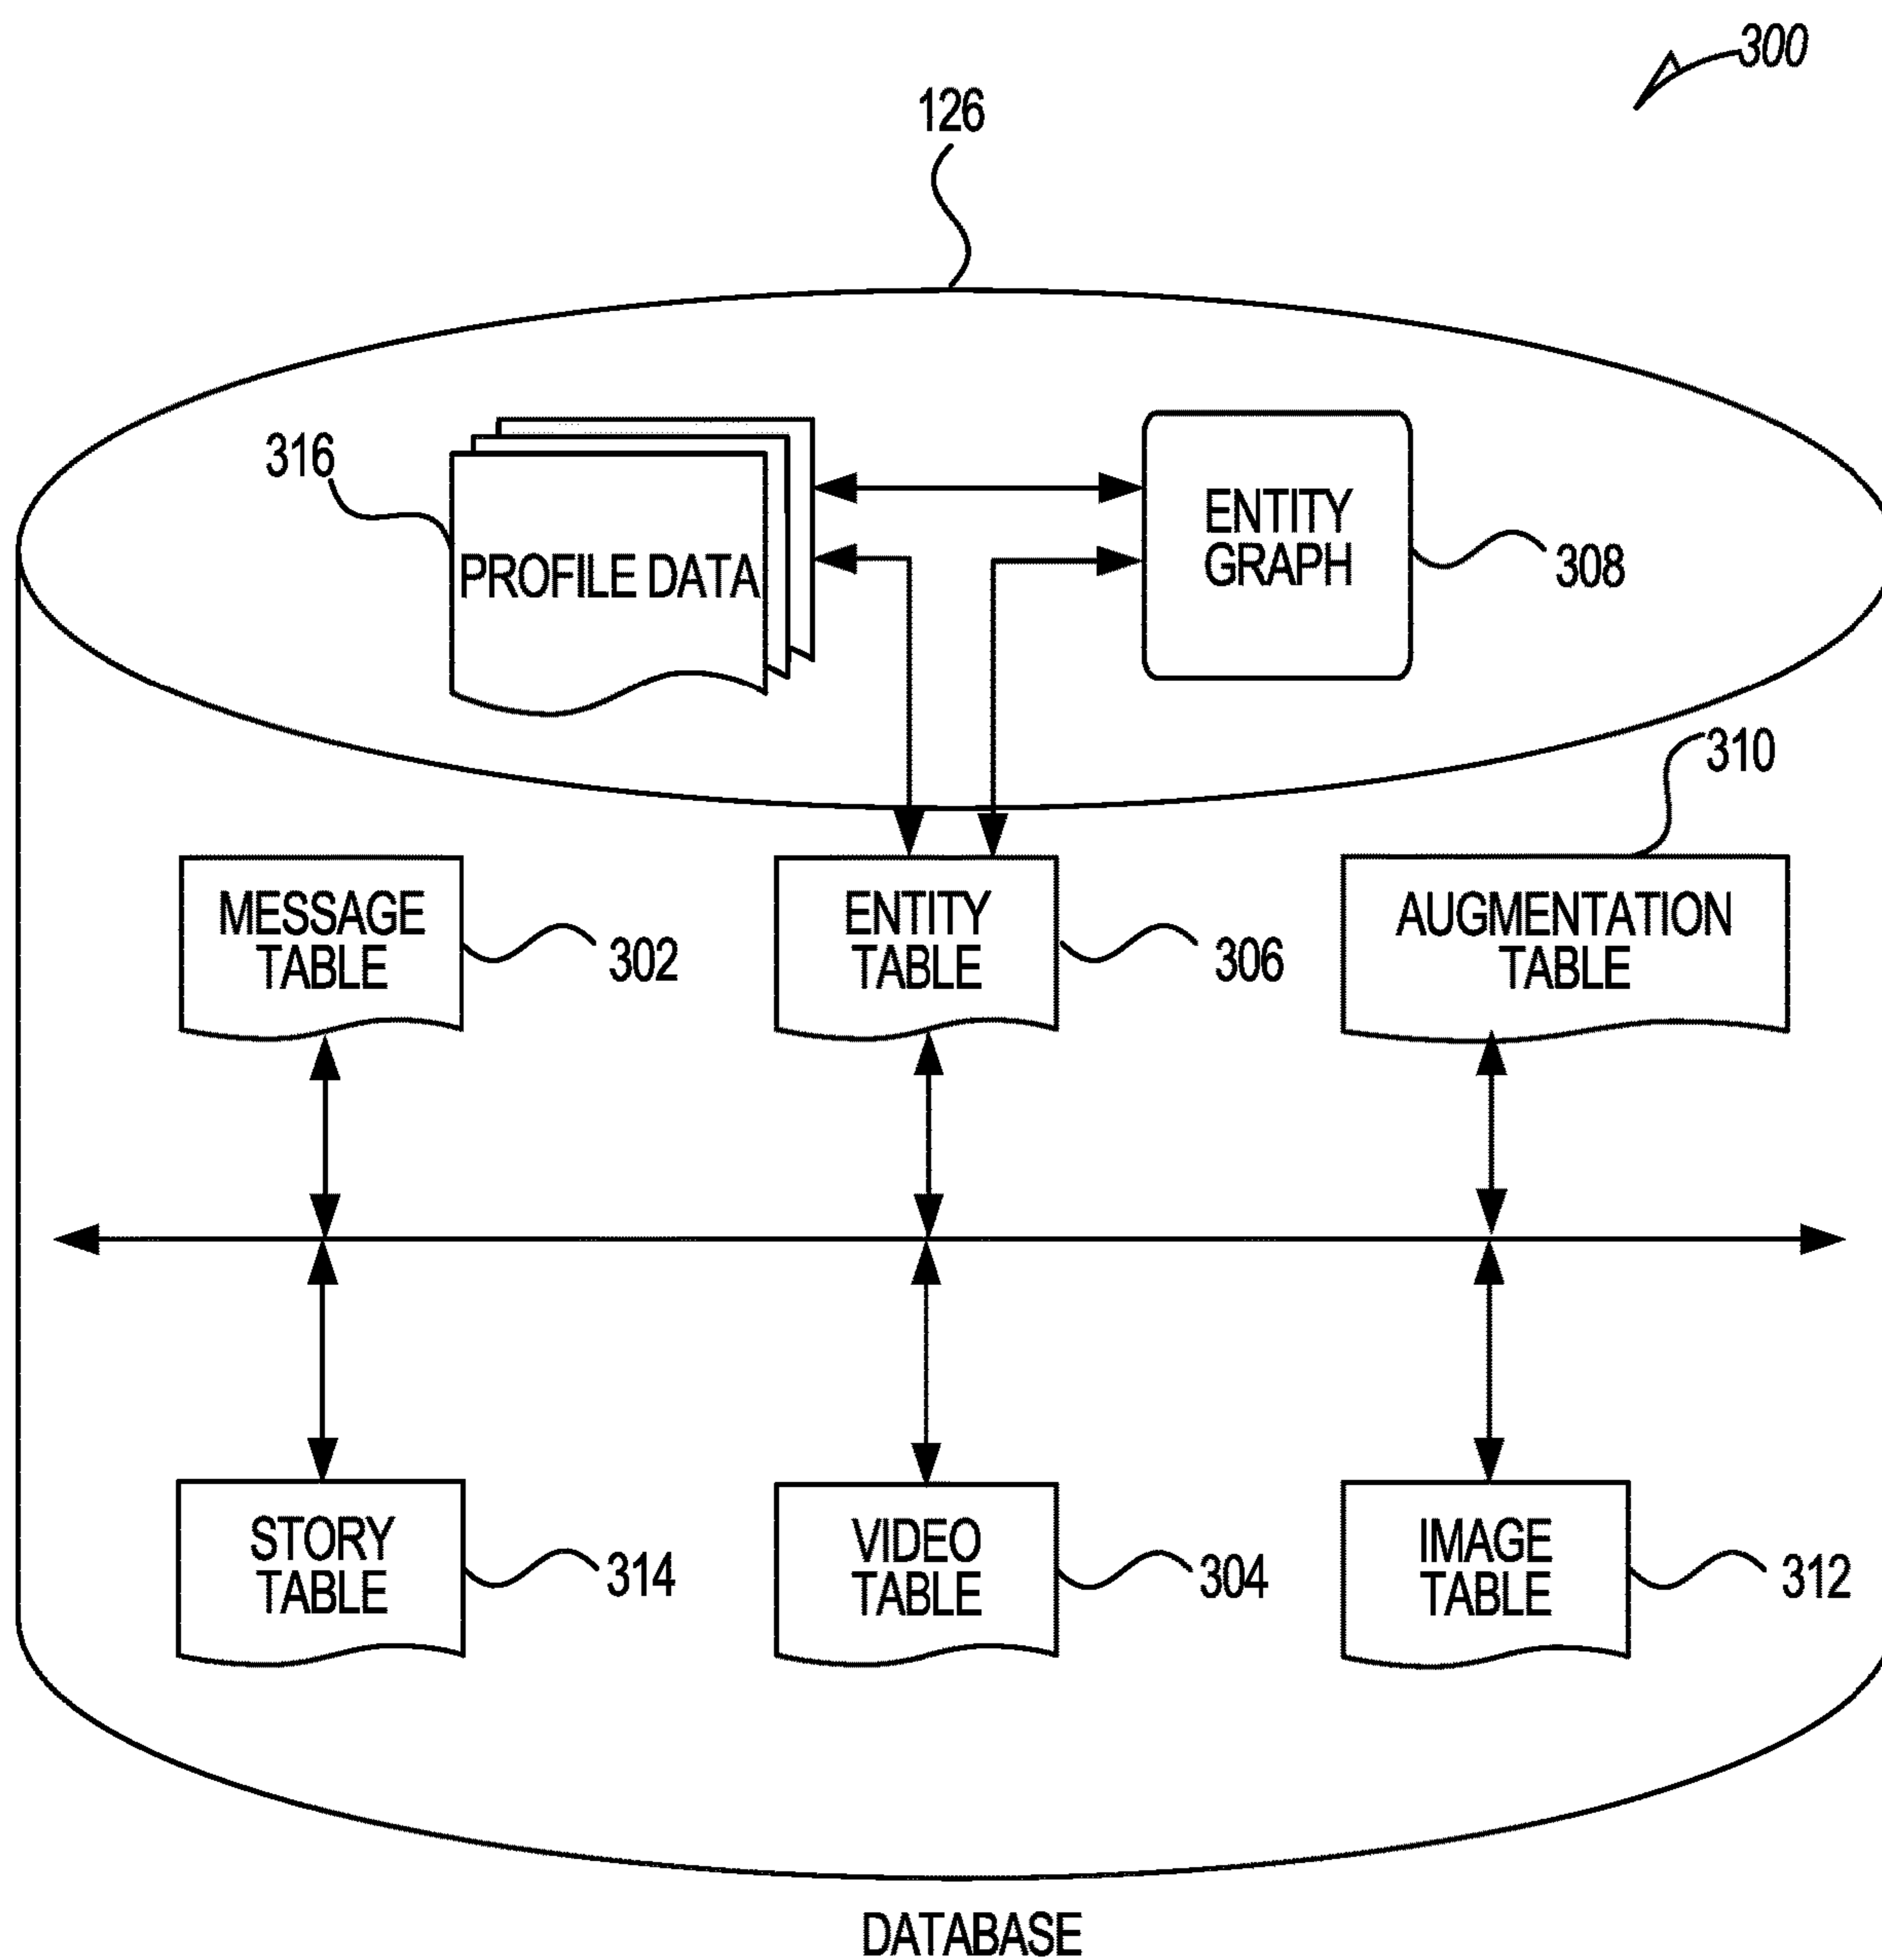 300
126
316
PROFILE DATA
ENTITY
GRAPH
308
310
MESSAGE
TABLE
302
ENTITY
TABLE
306
AUGMENTATION
TABLE
STORY
TABLE
314
VIDEO
TABLE
304
IMAGE
TABLE
312
DATABASE